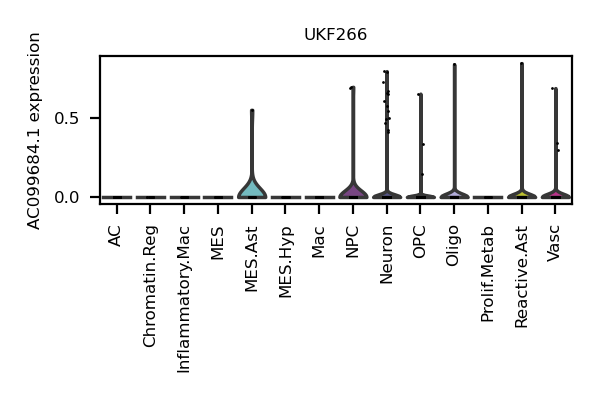 UKF266
AC099684.1 expression
0.5
0.0
AC
Chromatin.Reg
Inflammatory.Mac
MES
MES.Ast
MES.Hyp
Mac
NPC
Neuron
OPC
Oligo
Prolif.Metab
Reactive.Ast
Vasc